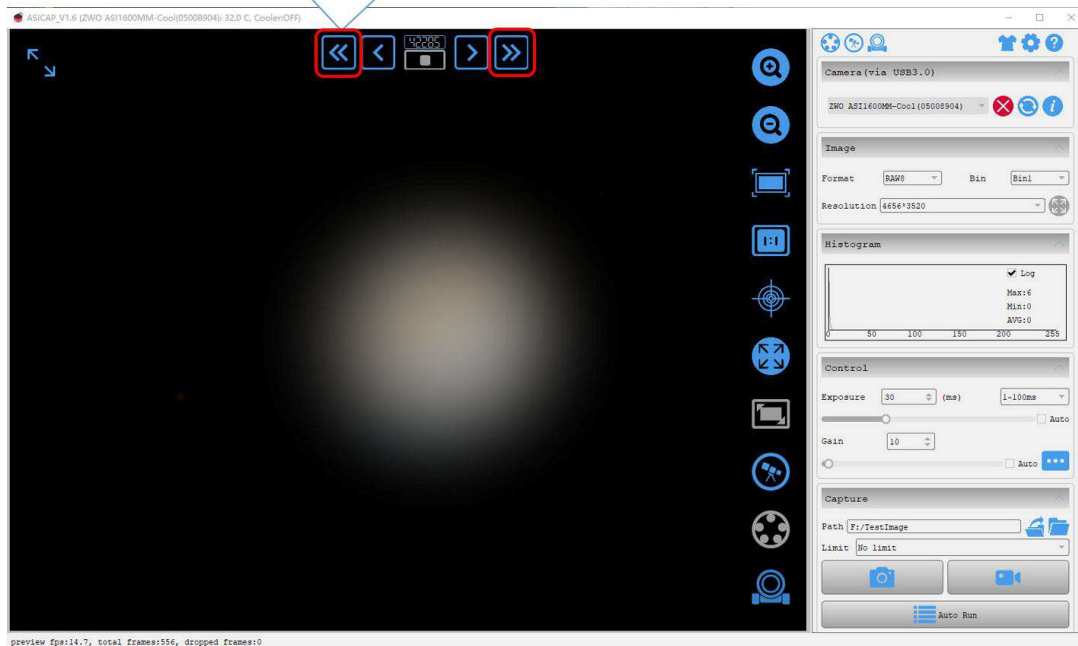 ASICAP_V1.6 (ZWO ASI1600MM-Cool(05008904): 32.0 C, Cooler:OFF)
42285
Camera(via USB3.0)
ZWO ASI1600MM-Cool(05008904)
Image
Format RAW8 Bin Bin1
Resolution 4656*3520
1:1
Histogram
Log
Max:6
Min:0
AVG:0
0 50 100 150 200 255
Control
Exposure 30 (ms) 1-100ms
Auto
Gain 10
Auto
Capture
Path F:/TestImage
Limit No limit
Auto Run
preview fps:14.7, total frames:556, dropped frames:0